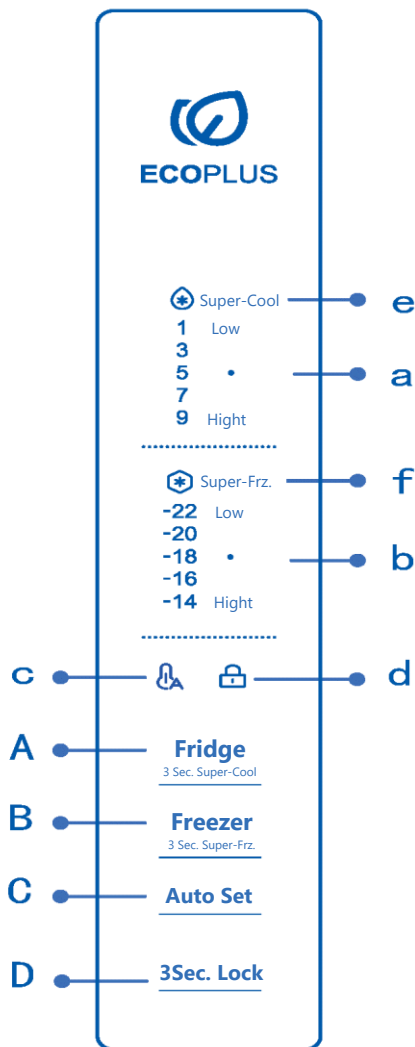 ECOPLUS
Super-Cool e
1 Low
3
5 a
7
9 Hight
Super-Frz. f
-22 Low
-20
-18 b
-16
-14 Hight
c A d
A Fridge
3 Sec. Super-Cool
B Freezer
3 Sec. Super-Frz.
C Auto Set
D 3Sec. Lock